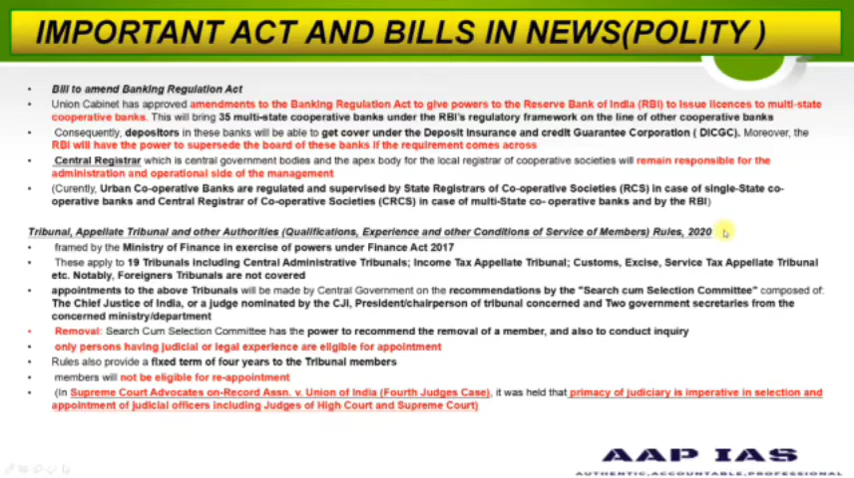 IMPORTANT ACT AND BILLS IN NEWS(POLITY )
• Bill to amend Banking Regulation Act
• Union Cabinet has approved amendments to the Banking Regulation Act to give powers to the Reserve Bank of India (RBI) to Issue licences to multi-state
cooperative banks. This will bring 35 multi-state cooperative banks under the RBI's regulatory framework on the line of other cooperative banks
• Consequently, depositors in these banks will be able to get cover under the Deposit Insurance and credit Guarantee Corporation ( DICGC). Moreover, the
RBI will have the power to supersede the board of these banks if the requirement comes across
• Central Registrar which is central government bodies and the apex body for the local registrar of cooperative societies will remain responsible for the
administration and operational side of the management
• (Curently, Urban Co-operative Banks are regulated and supervised by State Registrars of Co-operative Societies (RCS) in case of single-State co-
operative banks and Central Registrar of Co-operative Societies (CRCS) in case of multi-State co- operative banks and by the RBI)
Tribunal, Appellate Tribunal and other Authorities (Qualifications, Experience and other Conditions of Service of Members) Rules, 2020
• framed by the Ministry of Finance in exercise of powers under Finance Act 2017
• These apply to 19 Tribunals including Central Administrative Tribunals; Income Tax Appellate Tribunal; Customs, Excise, Service Tax Appellate Tribunal
etc. Notably, Foreigners Tribunals are not covered
• appointments to the above Tribunals will be made by Central Government on the recommendations by the "Search cum Selection Committee" composed of:
The Chief Justice of India, or a judge nominated by the CJI, President/chairperson of tribunal concerned and Two government secretaries from the
concerned ministry/department
• Removal: Search Cum Selection Committee has the power to recommend the removal of a member, and also to conduct inquiry
• only persons having judicial or legal experience are eligible for appointment
• Rules also provide a fixed term of four years to the Tribunal members
• members will not be eligible for re-appointment
• (In Supreme Court Advocates on-Record Assn. v. Union of India (Fourth Judges Case), it was held that primacy of judiciary is imperative in selection and
appointment of judicial officers including Judges of High Court and Supreme Court)
AAP IAS
AUTHENTIC,ACCOUNTABLE,PROFESSIONAL